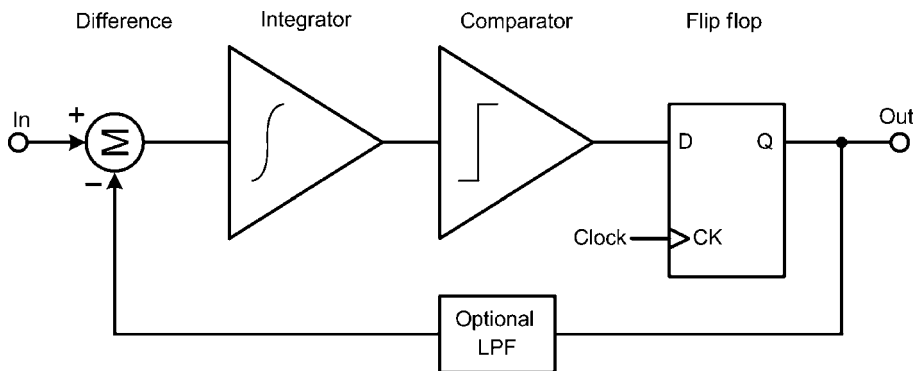 Difference
Integrator
Comparator
Flip flop
In
+
−
Σ
D
Q
Out
Clock
CK
Optional
LPF